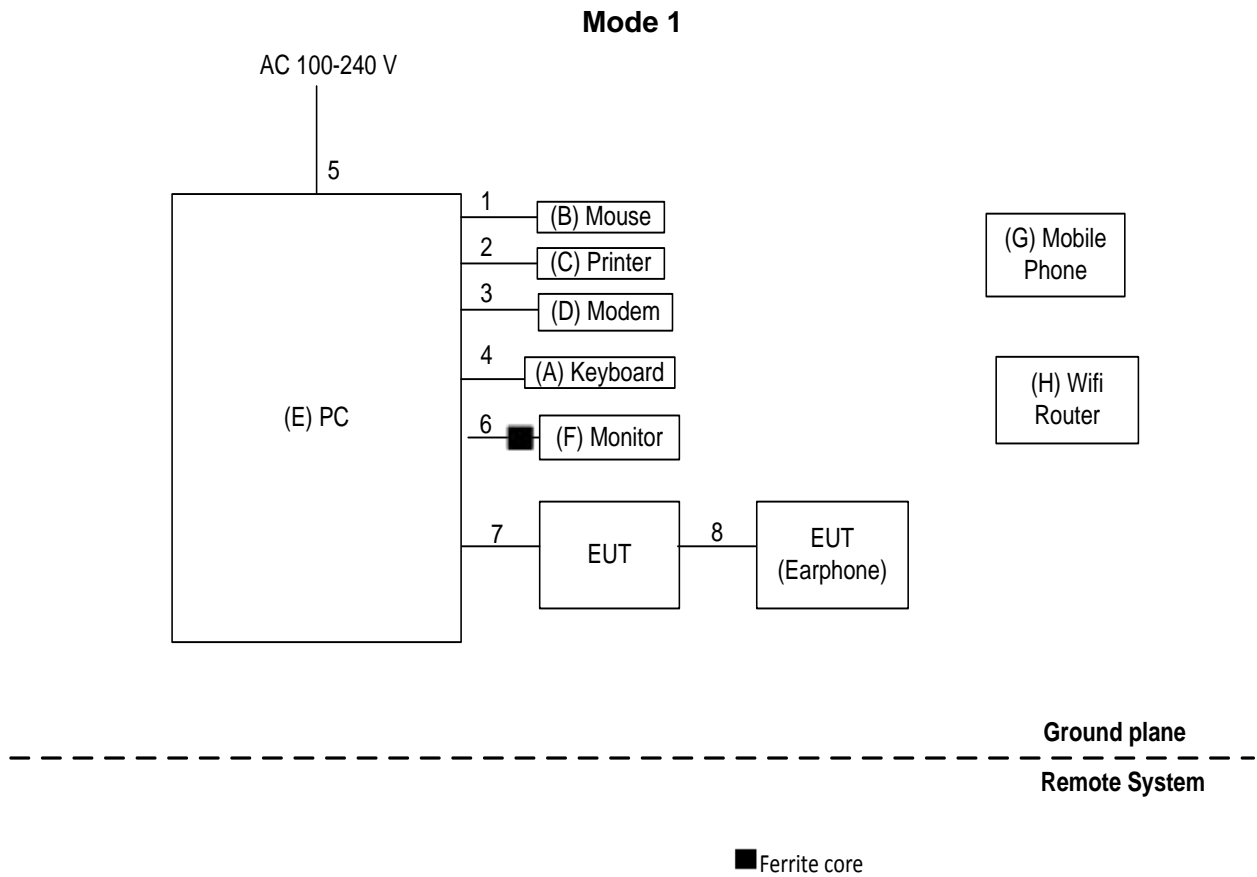 Mode 1
AC 100-240 V
5
1
(B) Mouse
2
(C) Printer
3
(D) Modem
4
(A) Keyboard
(E) PC
6
(F) Monitor
7
EUT
8
EUT
(Earphone)
(G) Mobile
Phone
(H) Wifi
Router
Ground plane
Remote System
Ferrite core